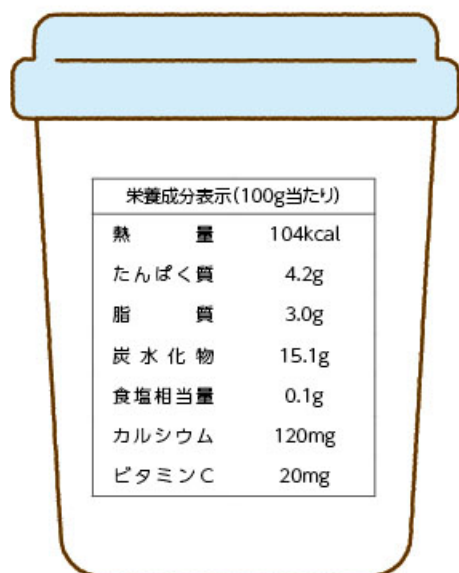 栄養成分表示(100g当たり)
熱量 104kcal
たんぱく質 4.2g
脂質 3.0g
炭水化物 15.1g
食塩相当量 0.1g
カルシウム 120mg
ビタミンC 20mg